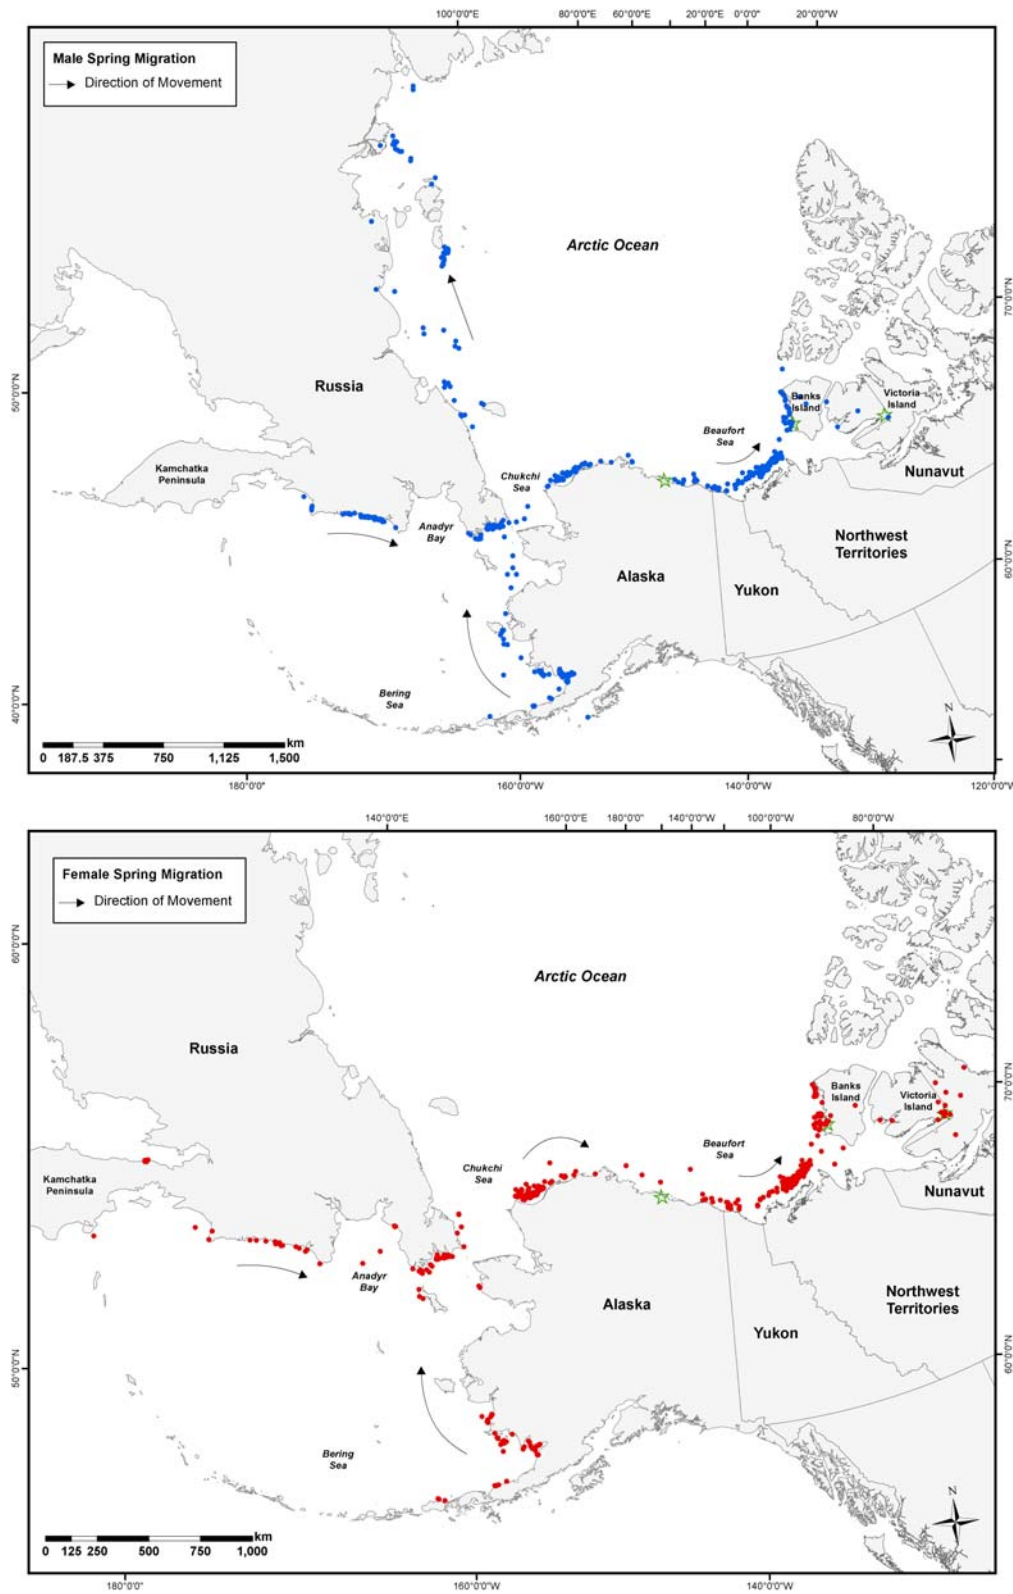 100°0'0"E 80°0'0"E 60°0'0"E 20°0'0"E 0°0'0" 20°0'0"W
Male Spring Migration
Direction of Movement
Arctic Ocean
70°0'0"N
Russia
50°0'0"N
Banks
Island
Victoria
Island
Beaufort
Sea
Nunavut
Kamchatka
Peninsula
Chukchi
Sea
Anadyr
Bay
Northwest
Territories
Alaska
Yukon
60°0'0"N
Bering
Sea
40°0'0"N
N
km
0 187.5 375 750 1,125 1,500
180°0'0" 160°0'0"W 140°0'0"W 120°0'0"W
140°0'0"E 160°0'0"E 180°0'0" 140°0'0"W 100°0'0"W 80°0'0"W
Female Spring Migration
Direction of Movement
60°0'0"N
Arctic Ocean
Russia
70°0'0"N
Banks
Island
Victoria
Island
Beaufort
Sea
Chukchi
Sea
Kamchatka
Peninsula
Nunavut
Anadyr
Bay
Alaska
Northwest
Territories
Yukon
50°0'0"N
60°0'0"N
Bering
Sea
N
km
0 125 250 500 750 1,000
180°0'0" 160°0'0"W 140°0'0"W